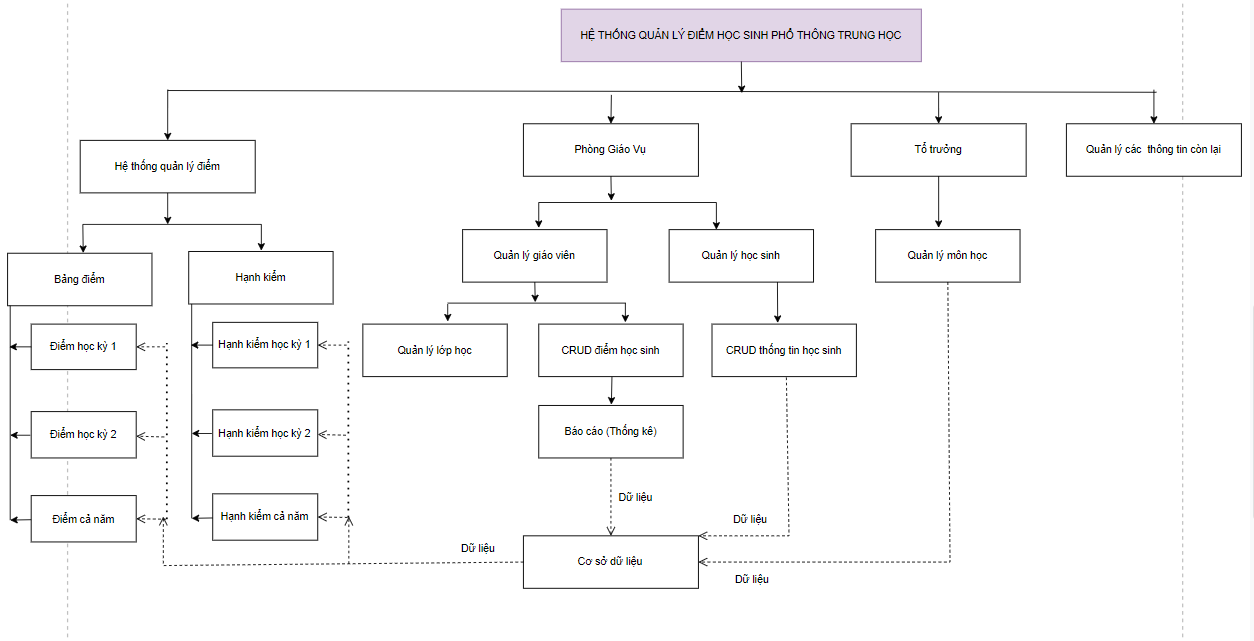 HỆ THỐNG QUẢN LÝ ĐIỂM HỌC SINH PHỔ THÔNG TRUNG HỌC
Hệ thống quản lý điểm
Phòng Giáo Vụ
Tổ trưởng
Quản lý các thông tin còn lại
Bảng điểm
Hạnh kiểm
Quản lý giáo viên
Quản lý học sinh
Quản lý môn học
Điểm học kỳ 1
Hạnh kiểm học kỳ 1
Quản lý lớp học
CRUD điểm học sinh
CRUD thống tin học sinh
Điểm học kỳ 2
Hạnh kiểm học kỳ 2
Báo cáo (Thống kê)
Điểm cả năm
Hạnh kiểm cả năm
Dữ liệu
Dữ liệu
Dữ liệu
Cơ sở dữ liệu
Dữ liệu